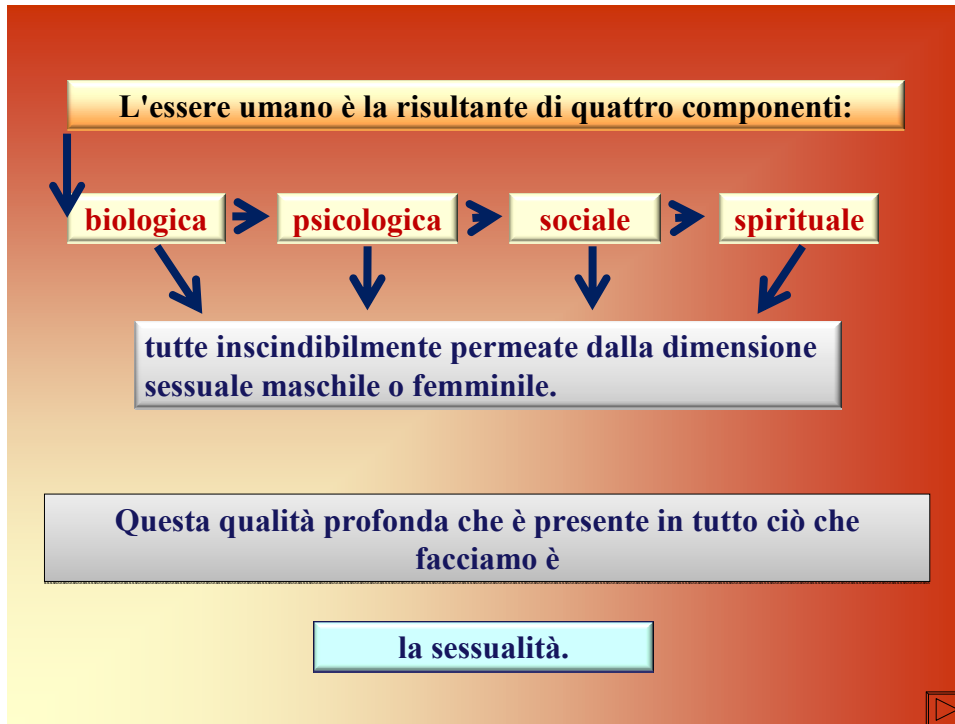 L'essere umano è la risultante di quattro componenti:
biologica psicologica sociale spirituale
tutte inscindibilmente permeate dalla dimensione
sessuale maschile o femminile.
Questa qualità profonda che è presente in tutto ciò che
facciamo è
la sessualità.